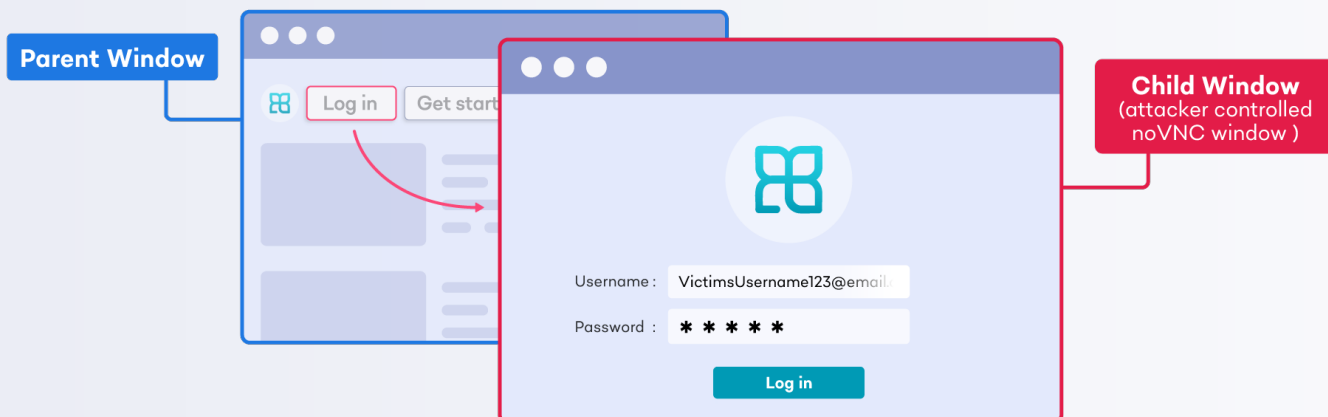 Parent Window
Log in
Get start
Child Window
(attacker controlled
noVNC window )
Username :
VictimsUsername123@email.
Password :
*****
Log in